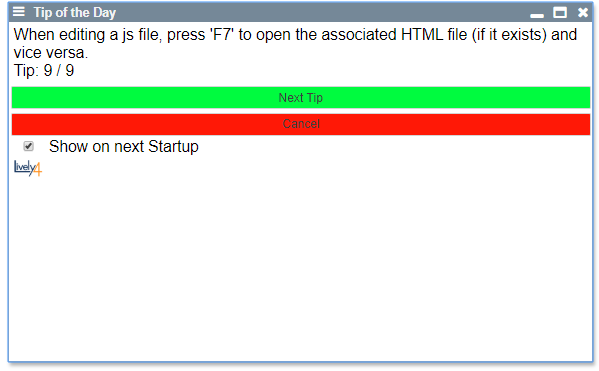 Tip of the Day
When editing a js file, press 'F7' to open the associated HTML file (if it exists) and
vice versa.
Tip: 9 / 9
Next Tip
Cancel
Show on next Startup
lively4